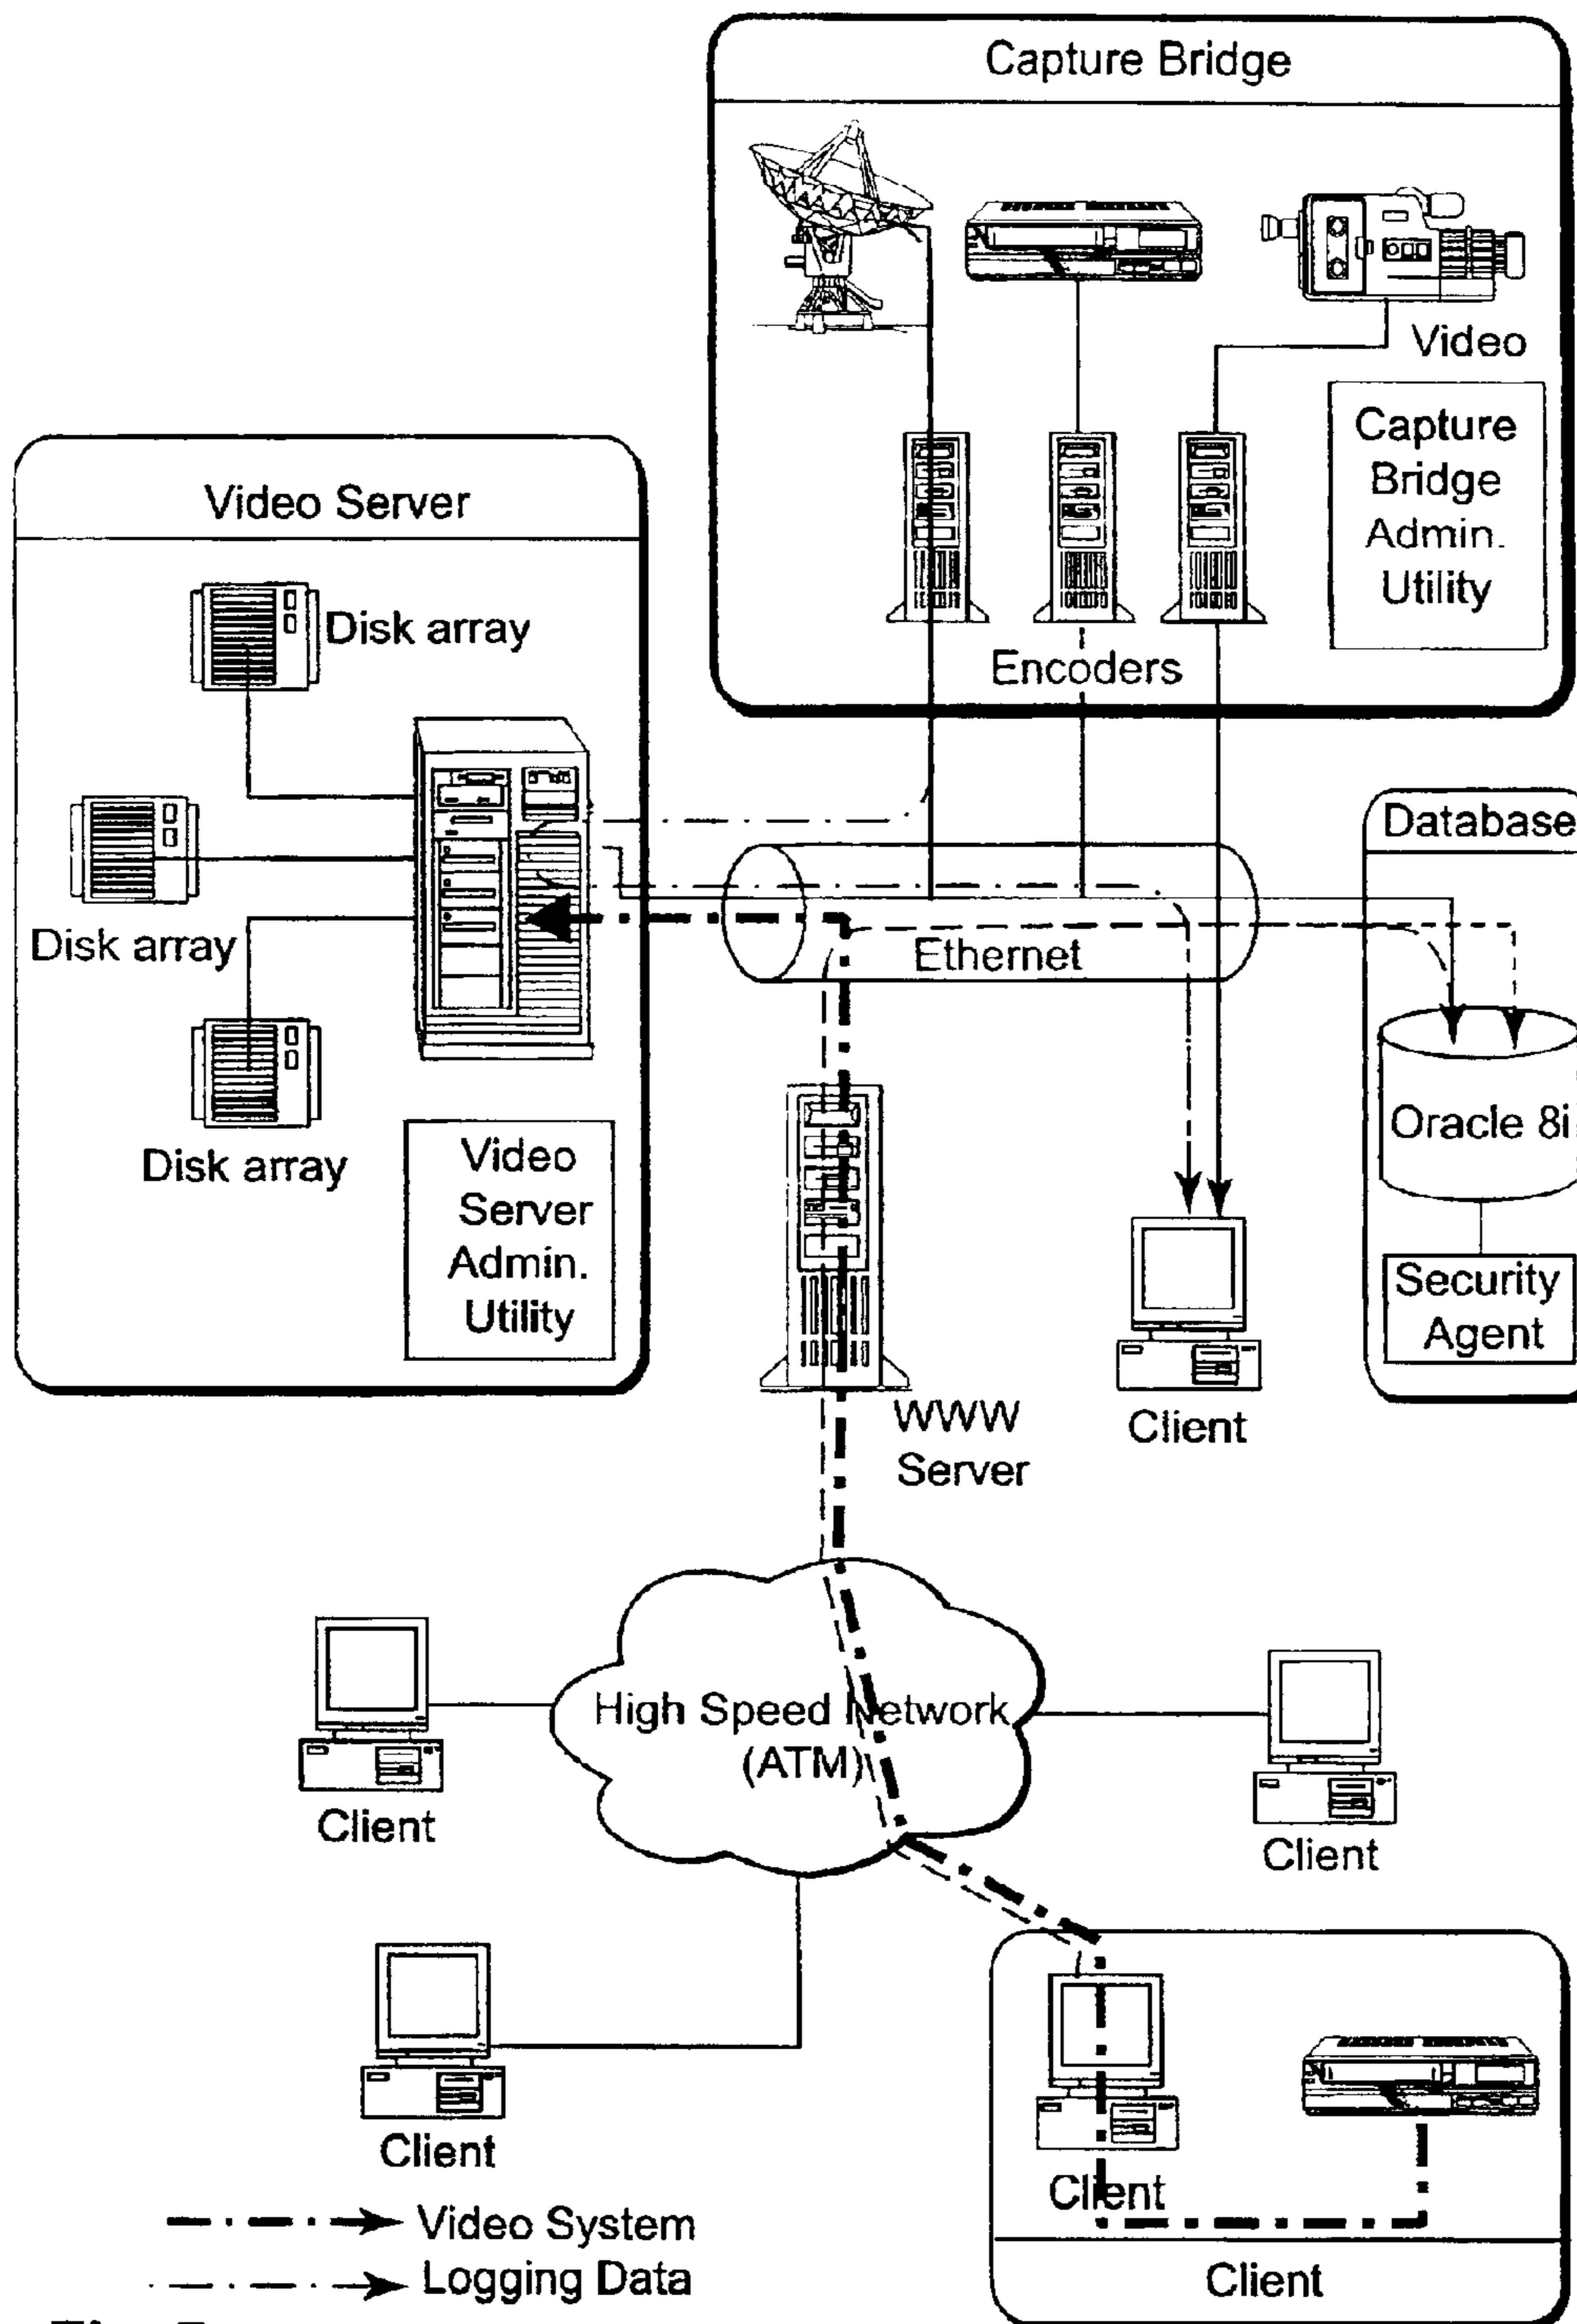 Capture Bridge
Video
Capture
Bridge
Admin.
Utility
Encoders
Video Server
Disk array
Disk array
Disk array
Video
Server
Admin.
Utility
Ethernet
Database
Oracle 8i
Security
Agent
WWW
Server
Client
High Speed Network
(ATM)
Client
Client
Client
Client
Client
Video System
Logging Data